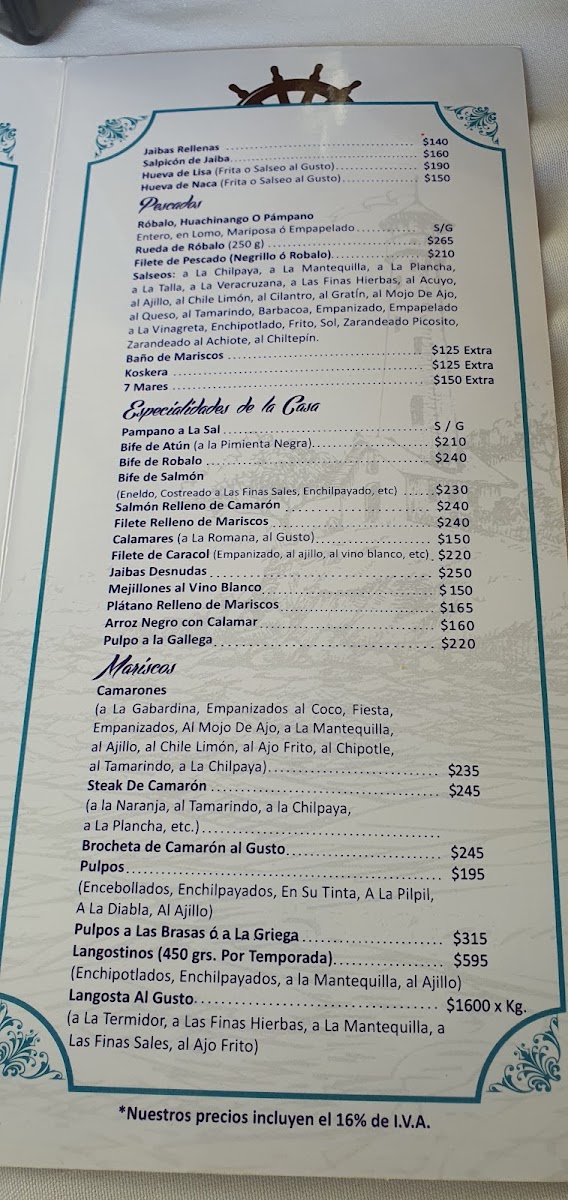 Jaibas Rellenas ........ $140
Salpicón de Jaiba ........ $160
Hueva de Lisa (Frita o Salseo al Gusto) ........ $190
Hueva de Naca (Frita o Salseo al Gusto) ........ $150
Pescados
Róbalo, Huachinango O Pámpano
Entero, en Lomo, Mariposa ó Empapelado ........ S/G
Rueda de Róbalo (250 g) ........ $265
Filete de Pescado (Negrillo ó Robalo) ........ $210
Salseos: a La Chilpaya, a La Mantequilla, a La Plancha,
a La Talla, a La Veracruzana, a Las Finas Hierbas, al Acuyo,
al Ajillo, al Chile Limón, al Cilantro, al Gratín, al Mojo De Ajo,
al Queso, al Tamarindo, Barbacoa, Empanizado, Empapelado
a La Vinagreta, Enchipotlado, Frito, Sol, Zarandeado Picosito,
Zarandeado al Achiote, al Chiltepín.
Baño de Mariscos ........ $125 Extra
Koskera ........ $125 Extra
7 Mares ........ $150 Extra
Especialidades de la Casa
Pampano a La Sal ........ S / G
Bife de Atún (a la Pimienta Negra) ........ $210
Bife de Robalo ........ $240
Bife de Salmón
(Eneldo, Costreado a Las Finas Sales, Enchilpayado, etc) ........ $230
Salmón Relleno de Camarón ........ $240
Filete Relleno de Mariscos ........ $240
Calamares (a La Romana, al Gusto) ........ $150
Filete de Caracol (Empanizado, al ajillo, al vino blanco, etc) . $220
Jaibas Desnudas ........ $250
Mejillones al Vino Blanco ........ $150
Plátano Relleno de Mariscos ........ $165
Arroz Negro con Calamar ........ $160
Pulpo a la Gallega ........ $220
Mariscos
Camarones
(a La Gabardina, Empanizados al Coco, Fiesta,
Empanizados, Al Mojo De Ajo, a La Mantequilla,
al Ajillo, al Chile Limón, al Ajo Frito, al Chipotle,
al Tamarindo, a La Chilpaya) ........ $235
Steak De Camarón ........ $245
(a la Naranja, al Tamarindo, a la Chilpaya,
a La Plancha, etc.) ........
Brocheta de Camarón al Gusto ........ $245
Pulpos ........ $195
(Encebollados, Enchilpayados, En Su Tinta, A La Pilpil,
A La Diabla, Al Ajillo)
Pulpos a Las Brasas ó a La Griega ........ $315
Langostinos (450 grs. Por Temporada) ........ $595
(Enchipotlados, Enchilpayados, a la Mantequilla, al Ajillo)
Langosta Al Gusto ........ $1600 x Kg.
(a La Termidor, a Las Finas Hierbas, a La Mantequilla, a
Las Finas Sales, al Ajo Frito)
*Nuestros precios incluyen el 16% de I.V.A.